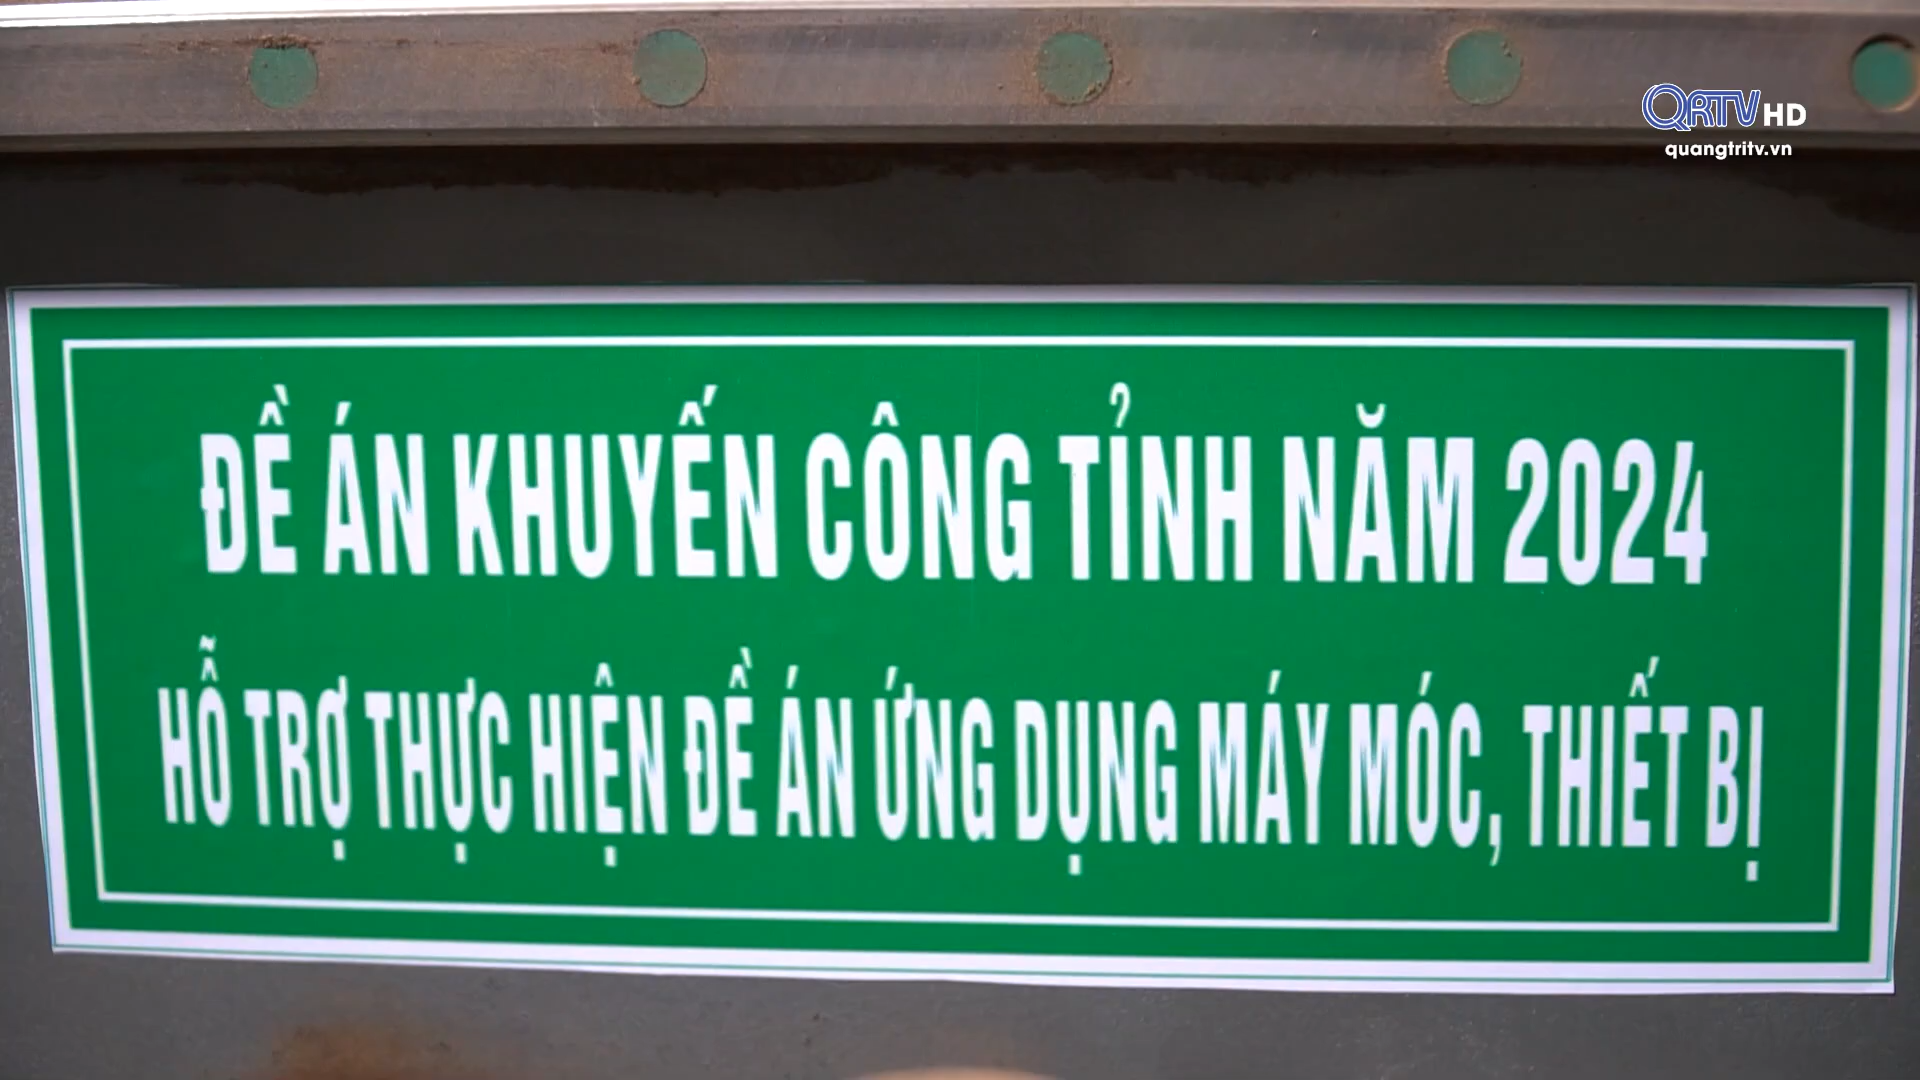 QRTV HD
quangtritv.vn
ĐỀ ÁN KHUYẾN CÔNG TỈNH NĂM 2024
HỖ TRỢ THỰC HIỆN ĐỀ ÁN ỨNG DỤNG MÁY MÓC, THIẾT BỊ